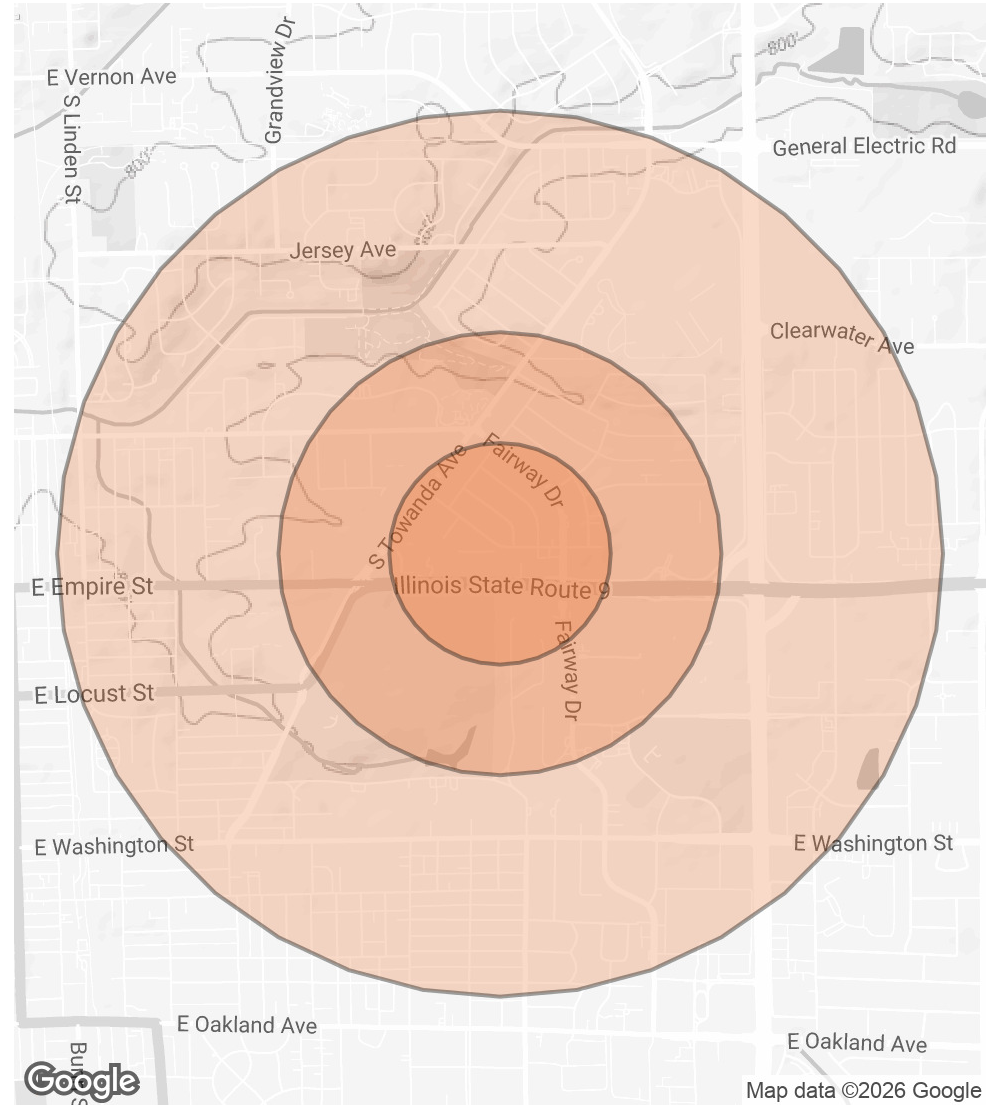 Grandview Dr
800'
E Vernon Ave
S Linden St
General Electric Rd
800'
Jersey Ave
Clearwater Ave
Fairway Dr
S Towanda Ave
E Empire St
Illinois State Route 9
Fairway Dr
E Locust St
E Washington St
E Washington St
E Oakland Ave
E Oakland Ave
Google
Map data ©2026 Google